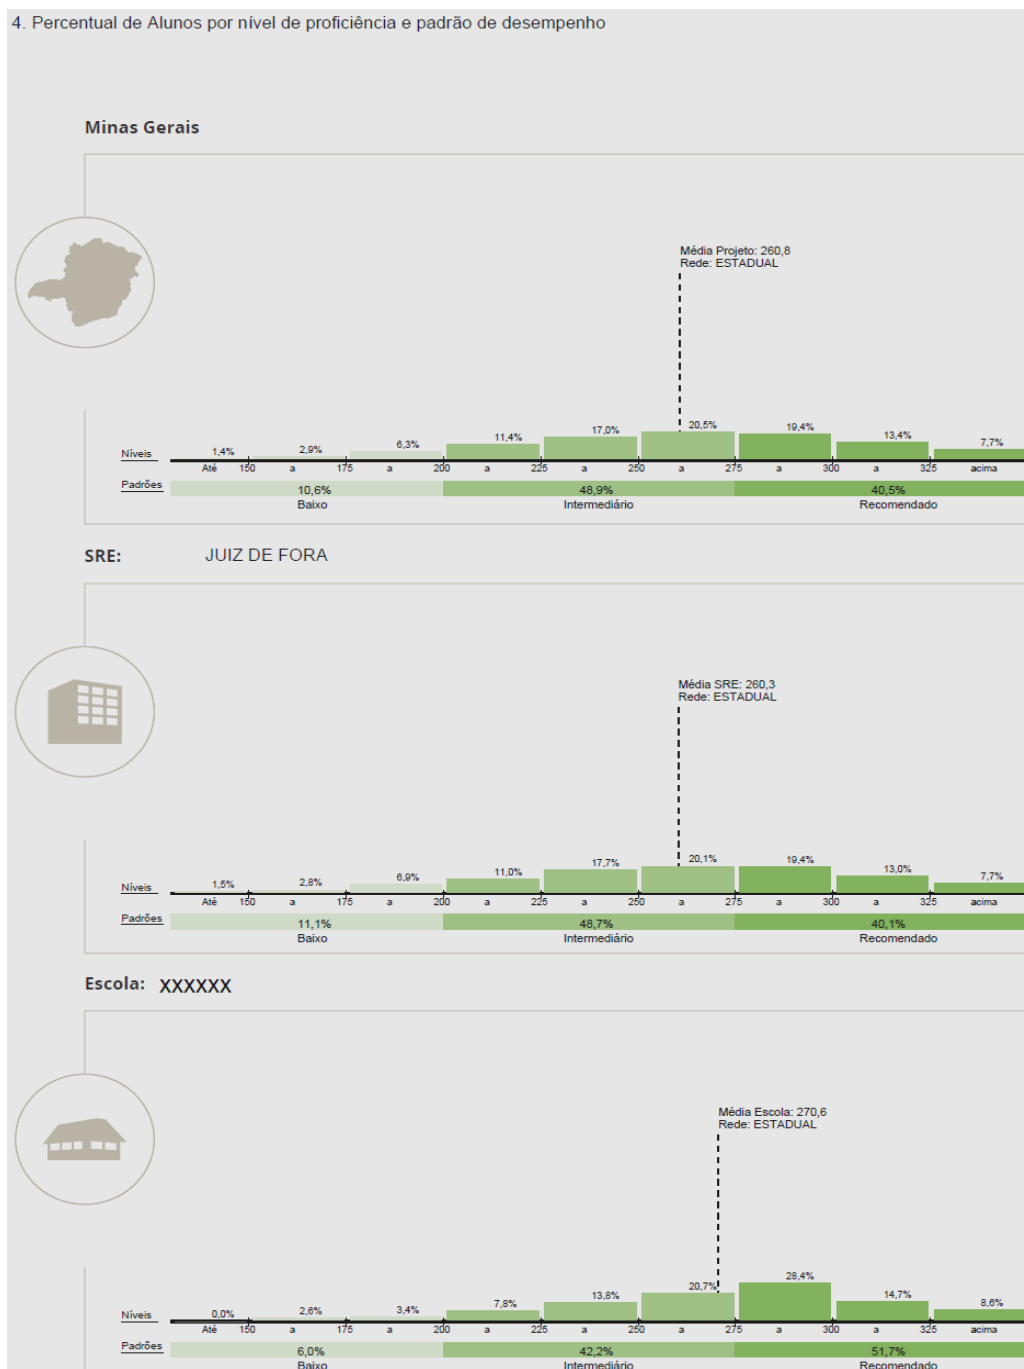 4. Percentual de Alunos por nível de proficiência e padrão de desempenho
Minas Gerais
Média Projeto: 260,8
Rede: ESTADUAL
Níveis 1,4% 2,9% 6,3% 11,4% 17,0% 20,5% 19,4% 13,4% 7,7%
Até 150 a 175 a 200 a 225 a 250 a 275 a 300 a 325 acima
Padrões 10,6% 48,9% 40,5%
Baixo Intermediário Recomendado
SRE: JUIZ DE FORA
Média SRE: 260,3
Rede: ESTADUAL
Níveis 1,5% 2,8% 6,9% 11,0% 17,7% 20,1% 19,4% 13,0% 7,7%
Até 150 a 175 a 200 a 225 a 250 a 275 a 300 a 325 acima
Padrões 11,1% 48,7% 40,1%
Baixo Intermediário Recomendado
Escola: XXXXXX
Média Escola: 270,6
Rede: ESTADUAL
Níveis 0,0% 2,6% 3,4% 7,8% 13,8% 20,7% 28,4% 14,7% 8,6%
Até 150 a 175 a 200 a 225 a 250 a 275 a 300 a 325 acima
Padrões 6,0% 42,2% 51,7%
Baixo Intermediário Recomendado